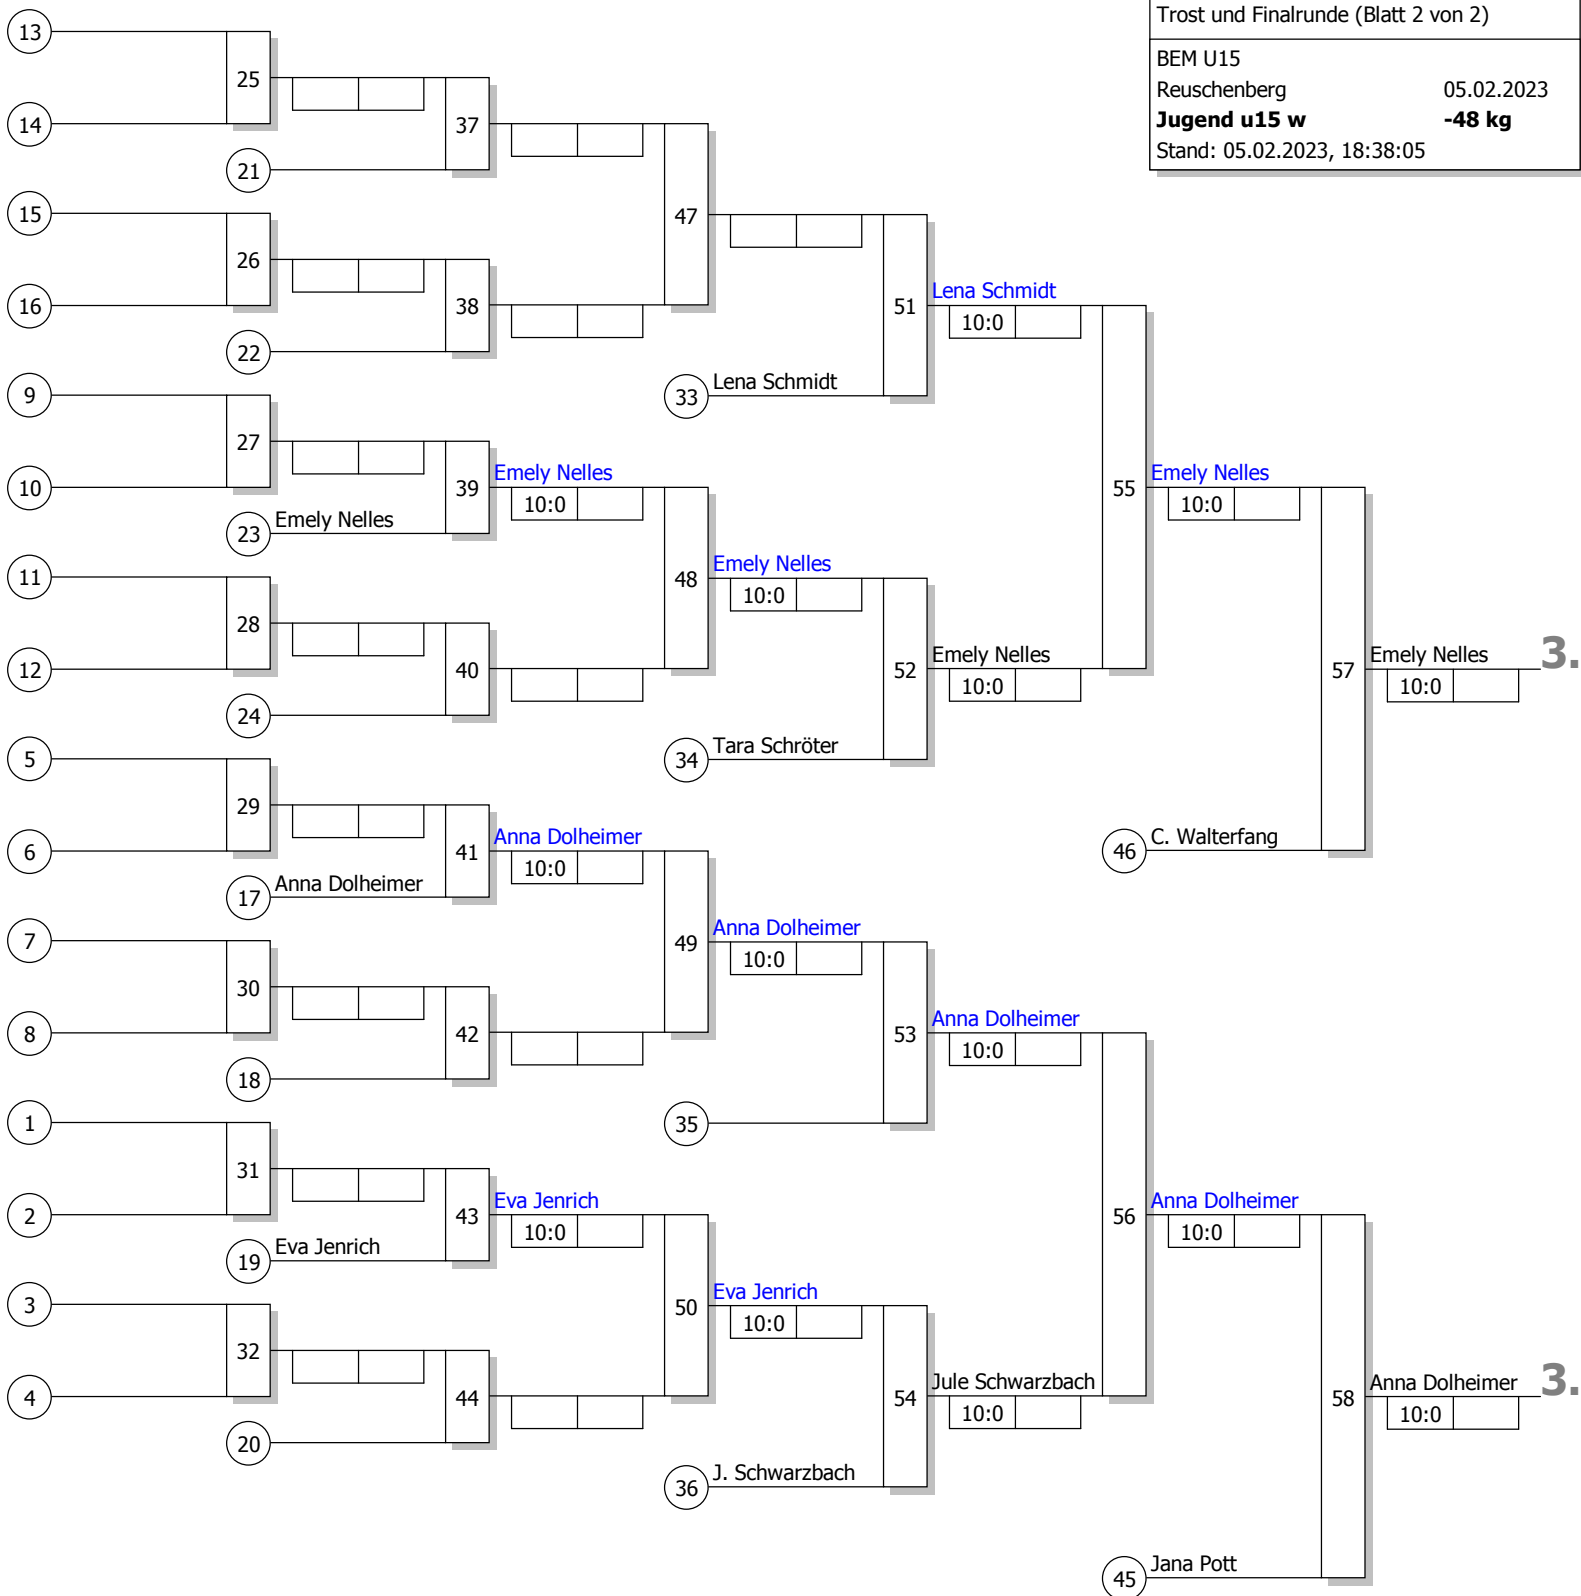 Trost und Finalrunde (Blatt 2 von 2)
BEM U15
Reuschenberg 05.02.2023
Jugend u15 w -48 kg
Stand: 05.02.2023, 18:38:05
13
25
14
37
21
15
47
26
16
38
51
Lena Schmidt
10:0
22
33
Lena Schmidt
9
27
10
39
Emely Nelles
10:0
23
Emely Nelles
55
Emely Nelles
10:0
11
48
Emely Nelles
10:0
28
12
40
52
Emely Nelles
10:0
57
Emely Nelles
10:0
3.
24
34
Tara Schröter
5
29
6
41
Anna Dolheimer
10:0
46
C. Walterfang
17
Anna Dolheimer
7
49
Anna Dolheimer
10:0
30
8
42
53
Anna Dolheimer
10:0
18
35
1
31
2
43
Eva Jenrich
10:0
56
Anna Dolheimer
10:0
19
Eva Jenrich
3
50
Eva Jenrich
10:0
32
4
44
54
Jule Schwarzbach
10:0
58
Anna Dolheimer
10:0
3.
20
36
J. Schwarzbach
45
Jana Pott